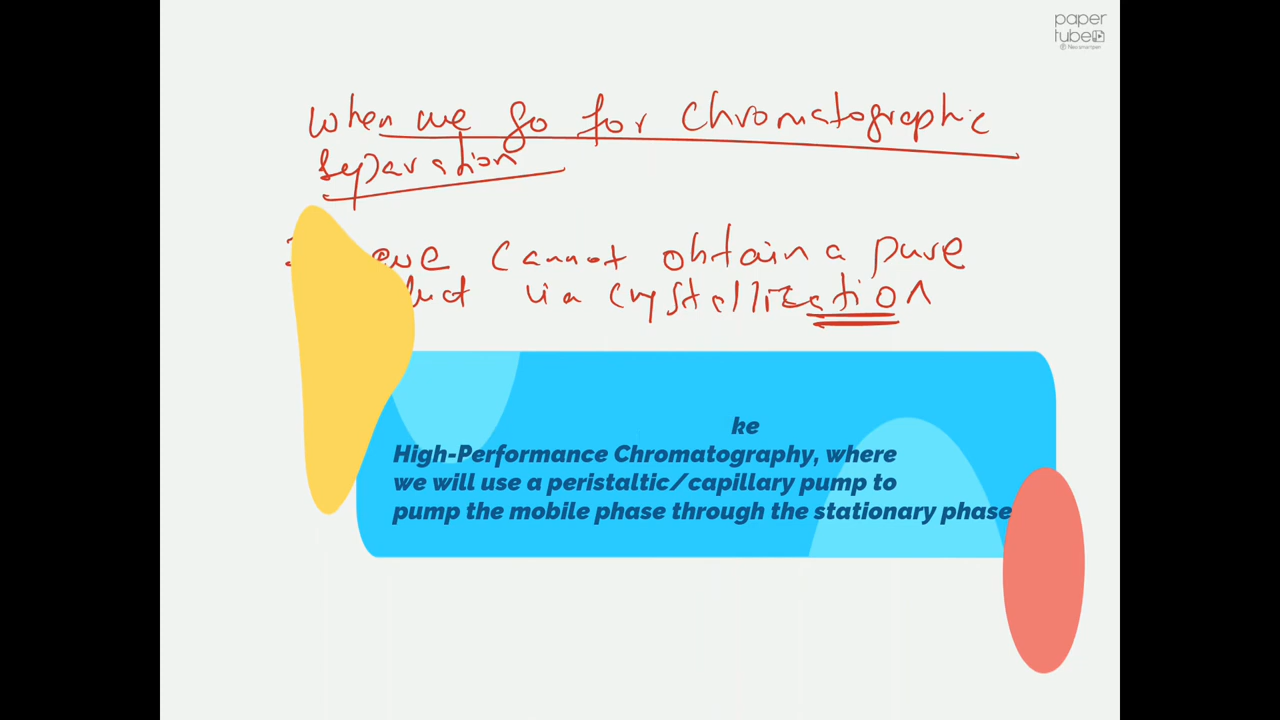 paper
tube
when we go for chromatographic
separation
we cannot obtain a pure
duct via crystallization
ke
High-Performance Chromatography, where
we will use a peristaltic/capillary pump to
pump the mobile phase through the stationary phase